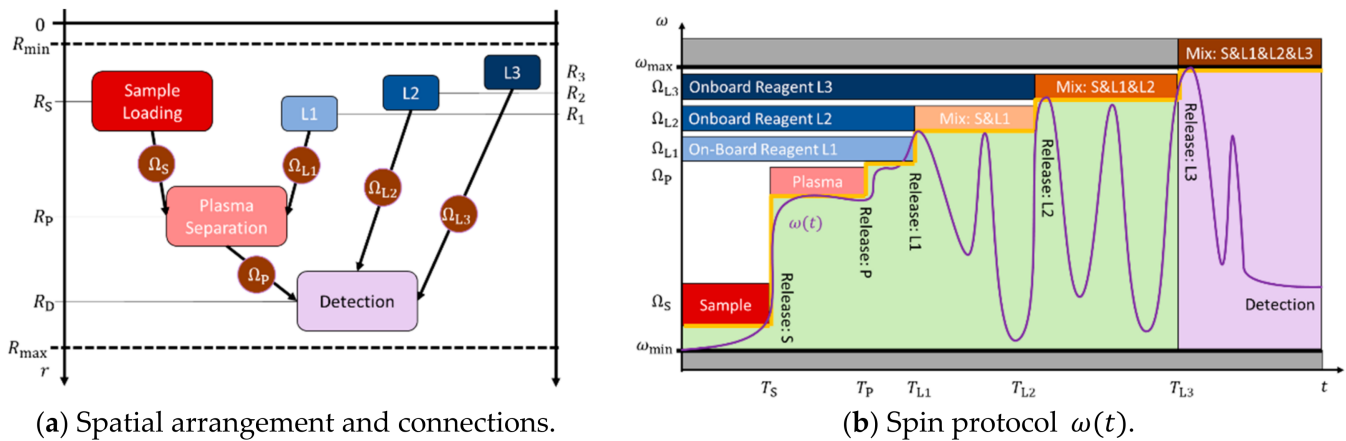 0
R_min
R_S
R_P
R_D
R_max
r
Sample
Loading
L1
L2
L3
R_3
R_2
R_1
Ω_S
Ω_L1
Ω_L2
Ω_L3
Plasma
Separation
Ω_P
Detection
(a) Spatial arrangement and connections.
ω
ω_max
Ω_L3
Ω_L2
Ω_L1
Ω_P
Ω_S
ω_min
Mix: S&L1&L2&L3
Onboard Reagent L3
Mix: S&L1&L2
Onboard Reagent L2
Mix: S&L1
On-Board Reagent L1
Plasma
ω(t)
Sample
Release: S
Release: P
Release: L1
Release: L2
Release: L3
Detection
T_S
T_P
T_L1
T_L2
T_L3
t
(b) Spin protocol ω(t).